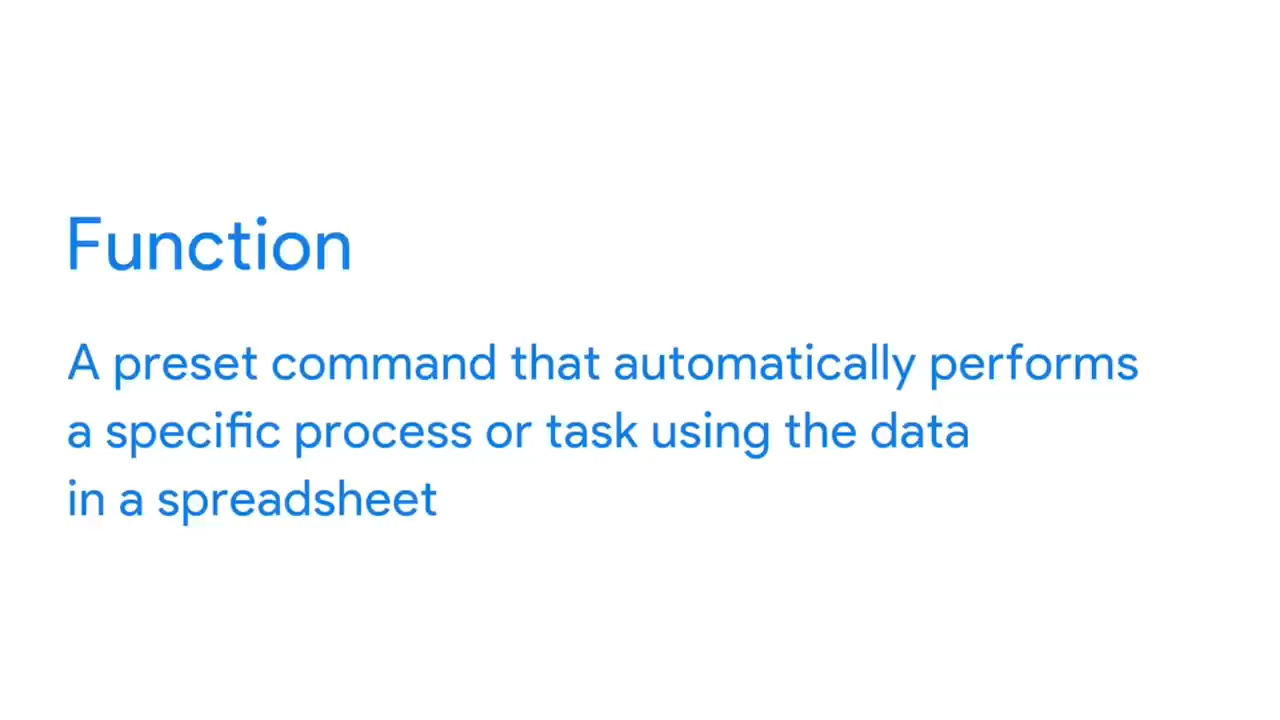 Function
A preset command that automatically performs
a specific process or task using the data
in a spreadsheet